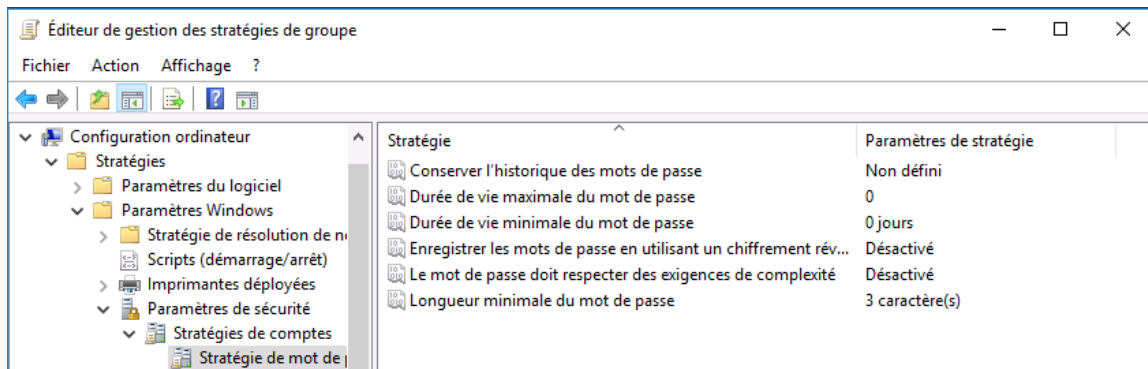 Éditeur de gestion des stratégies de groupe
Fichier Action Affichage ?
Configuration ordinateur
Stratégies
Paramètres du logiciel
Paramètres Windows
Stratégie de résolution de n
Scripts (démarrage/arrêt)
Imprimantes déployées
Paramètres de sécurité
Stratégies de comptes
Stratégie de mot de
Stratégie Paramètres de stratégie
Conserver l'historique des mots de passe Non défini
Durée de vie maximale du mot de passe 0
Durée de vie minimale du mot de passe 0 jours
Enregistrer les mots de passe en utilisant un chiffrement rév... Désactivé
Le mot de passe doit respecter des exigences de complexité Désactivé
Longueur minimale du mot de passe 3 caractère(s)